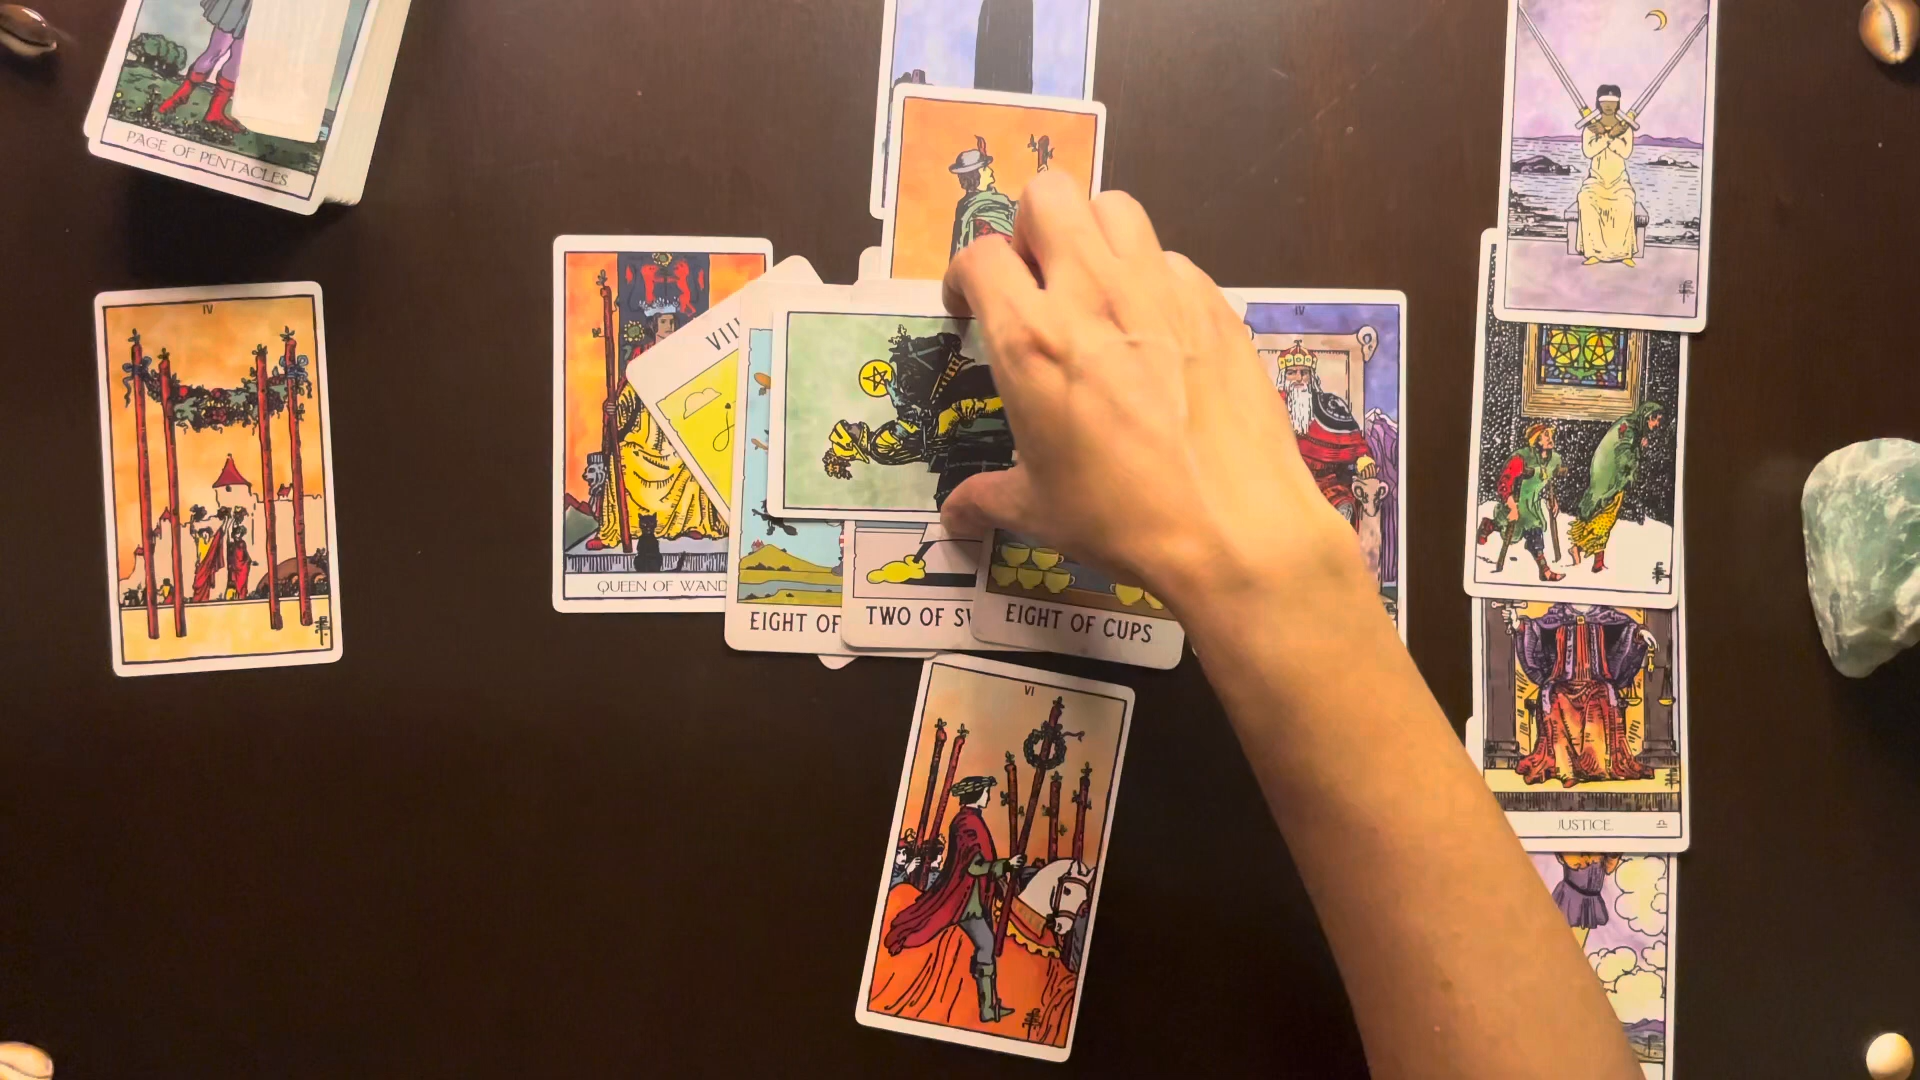 PAGE OF PENTACLES
IV
QUEEN OF WAND
VIII
EIGHT OF
TWO OF SW
EIGHT OF CUPS
IV
VI
JUSTICE